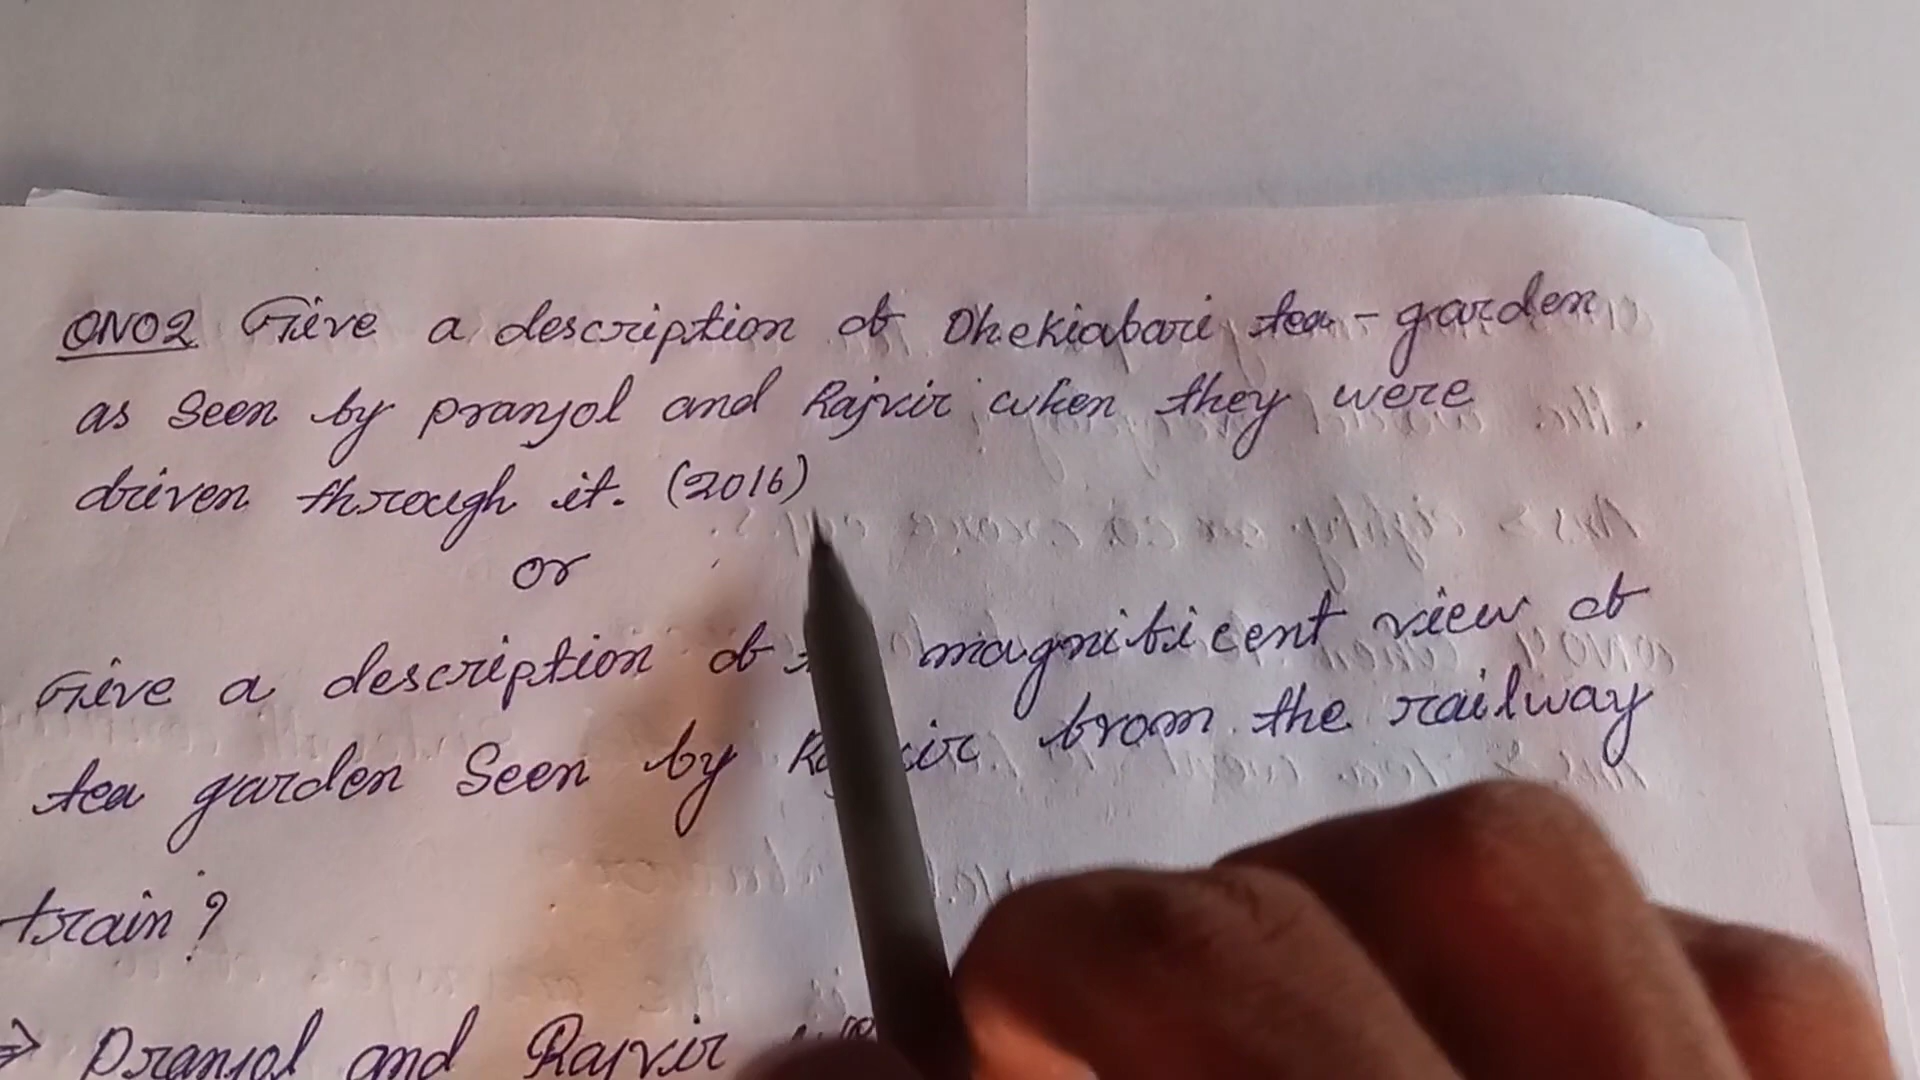 QNO2 Give a description of Dhekiabari tea-garden
as seen by pranjol and Rajvir when they were
driven through it. (2016)
or
Give a description of magnificent view of
tea garden Seen by Rajvir from the railway
train?
⇒ Pranjol and Rajvir